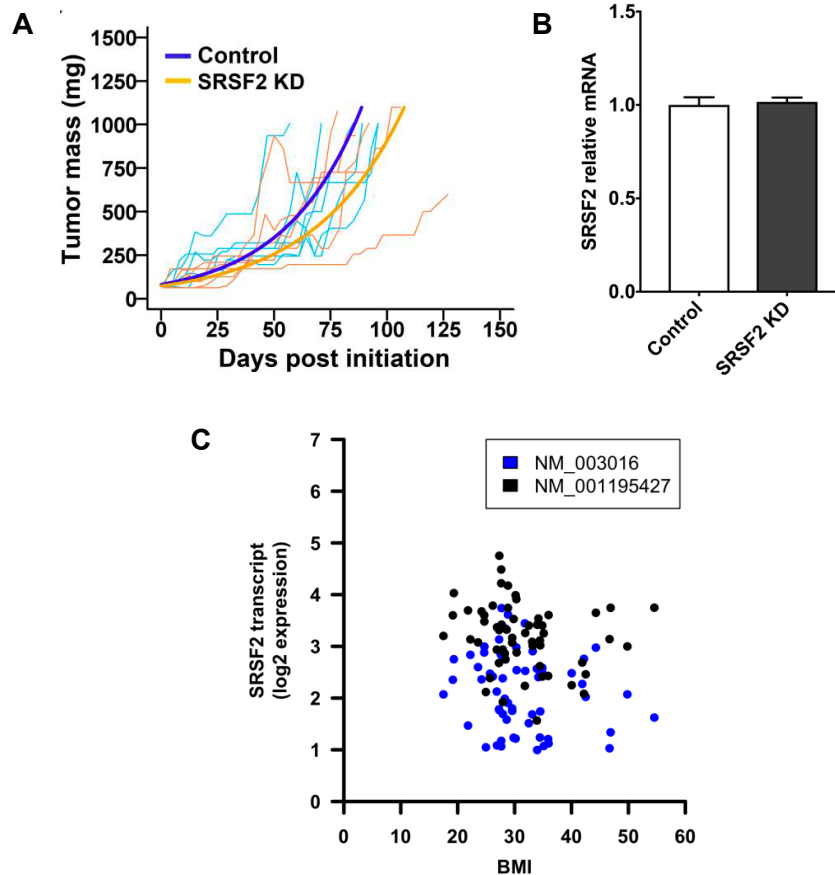 A
Tumor mass (mg)
1500
1250
1000
750
500
250
0
Control
SRSF2 KD
0 25 50 75 100 125 150
Days post initiation
B
SRSF2 relative mRNA
1.5
1.0
0.5
0.0
Control
SRSF2 KD
C
SRSF2 transcript
(log2 expression)
7
6
5
4
3
2
1
0
NM_003016
NM_001195427
0 10 20 30 40 50 60
BMI